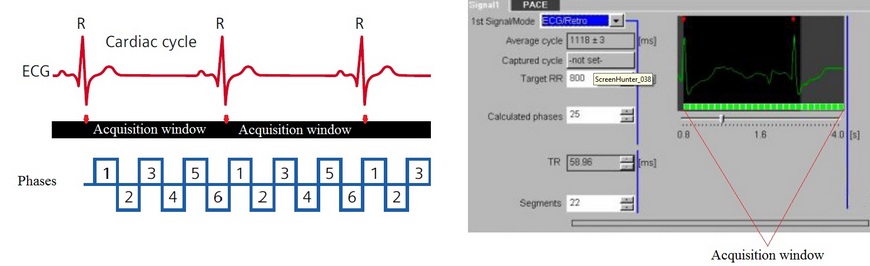 R R R
Cardiac cycle
ECG
Acquisition window Acquisition window
Phases
1 3 5 1 3 5 1 3
2 4 6 2 4 6 2
Signal1 PACE
1st Signal/Mode ECG/Retro
Average cycle 1118 ± 3 [ms]
Captured cycle -not set-
Target RR 800 ScreenHunter_038
Calculated phases 25
0.8 1.6 4.0 [s]
TR 58.96 [ms]
Segments 22
Acquisition window